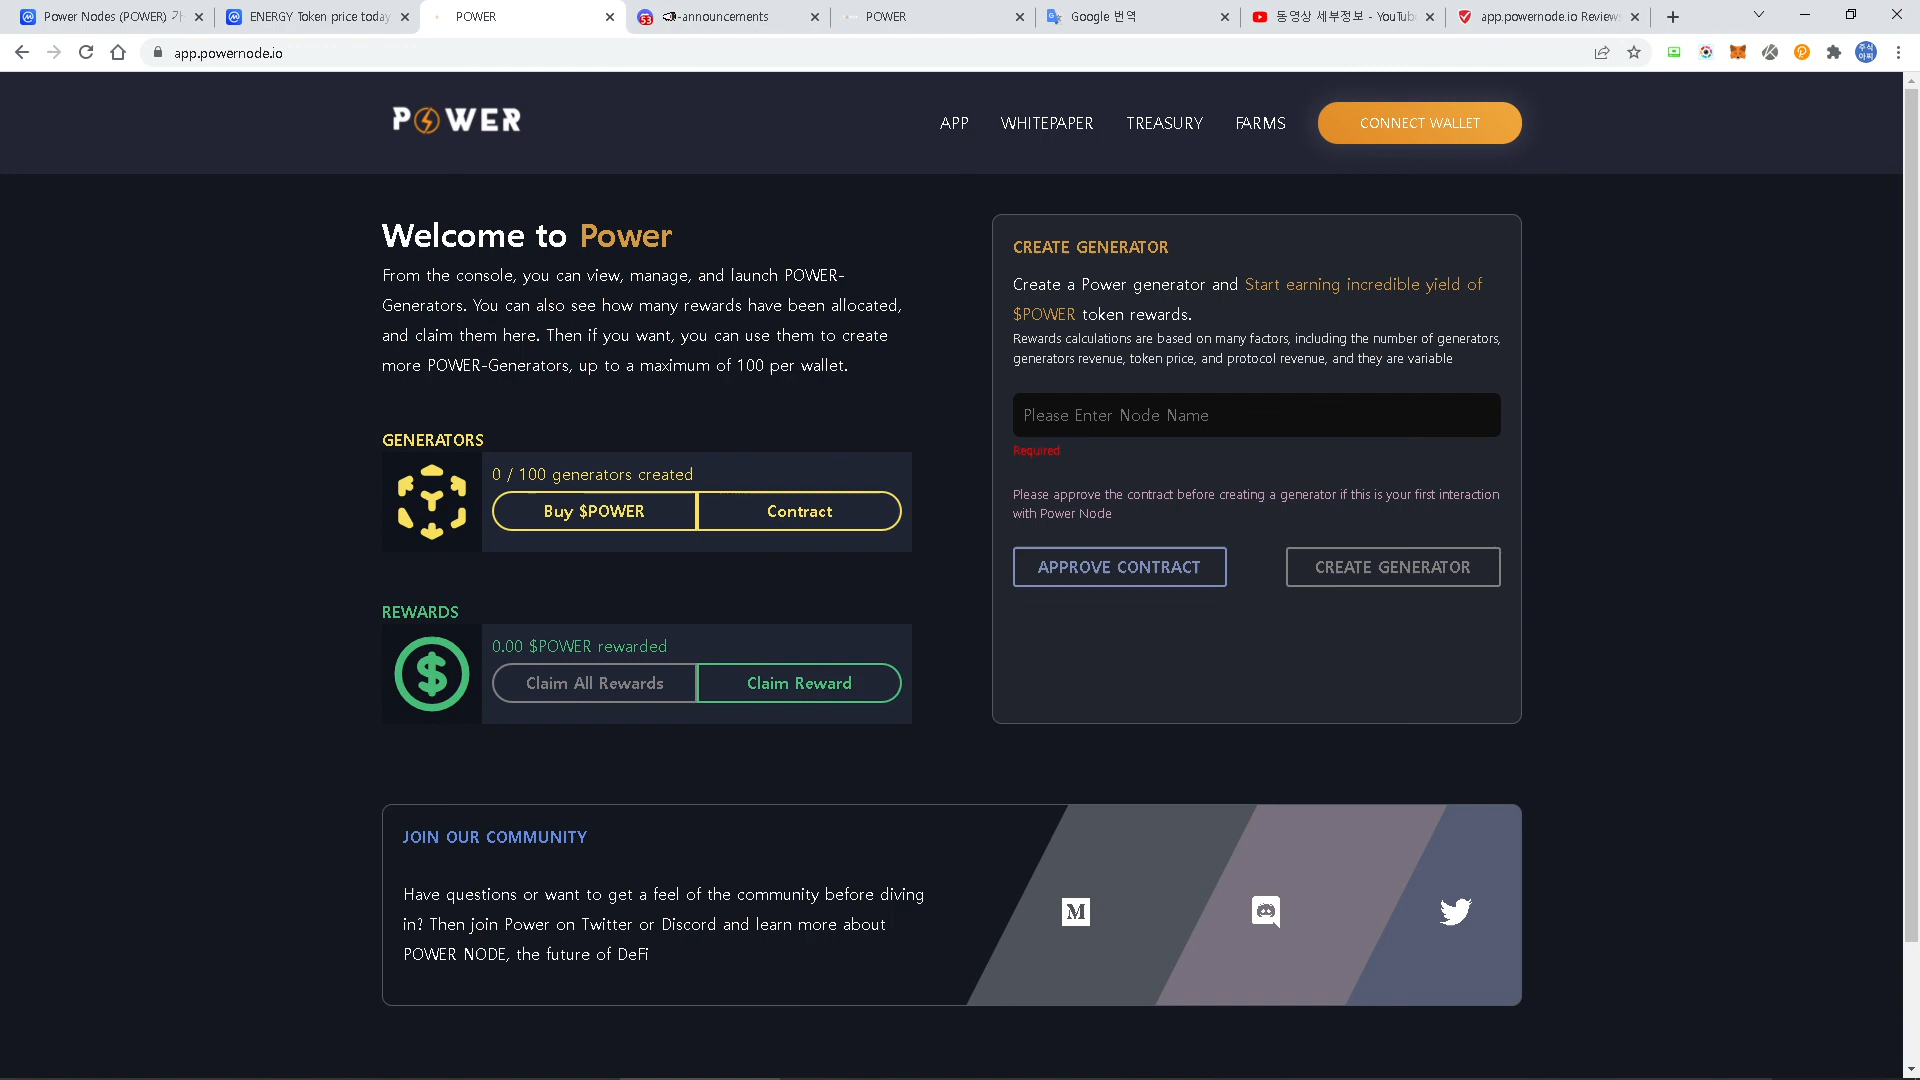 Power Nodes (POWER)
ENERGY Token price today
POWER
-announcements
POWER
Google 번역
동영상 세부정보 - YouTub
app.powernode.io Reviews
app.powernode.io
주식
아찌
POWER
APP
WHITEPAPER
TREASURY
FARMS
CONNECT WALLET
Welcome to Power
From the console, you can view, manage, and launch POWER-
Generators. You can also see how many rewards have been allocated,
and claim them here. Then if you want, you can use them to create
more POWER-Generators, up to a maximum of 100 per wallet.
GENERATORS
0 / 100 generators created
Buy $POWER
Contract
REWARDS
0.00 $POWER rewarded
Claim All Rewards
Claim Reward
CREATE GENERATOR
Create a Power generator and Start earning incredible yield of
$POWER token rewards.
Rewards calculations are based on many factors, including the number of generators,
generators revenue, token price, and protocol revenue, and they are variable
Please Enter Node Name
Required
Please approve the contract before creating a generator if this is your first interaction
with Power Node
APPROVE CONTRACT
CREATE GENERATOR
JOIN OUR COMMUNITY
Have questions or want to get a feel of the community before diving
in? Then join Power on Twitter or Discord and learn more about
POWER NODE, the future of DeFi
M